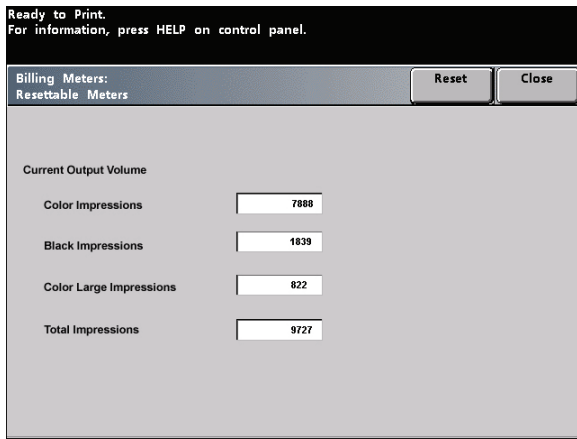 Ready to Print.
For information, press HELP on control panel.
Billing Meters:
Resettable Meters
Reset
Close
Current Output Volume
Color Impressions 7888
Black Impressions 1839
Color Large Impressions 822
Total Impressions 9727